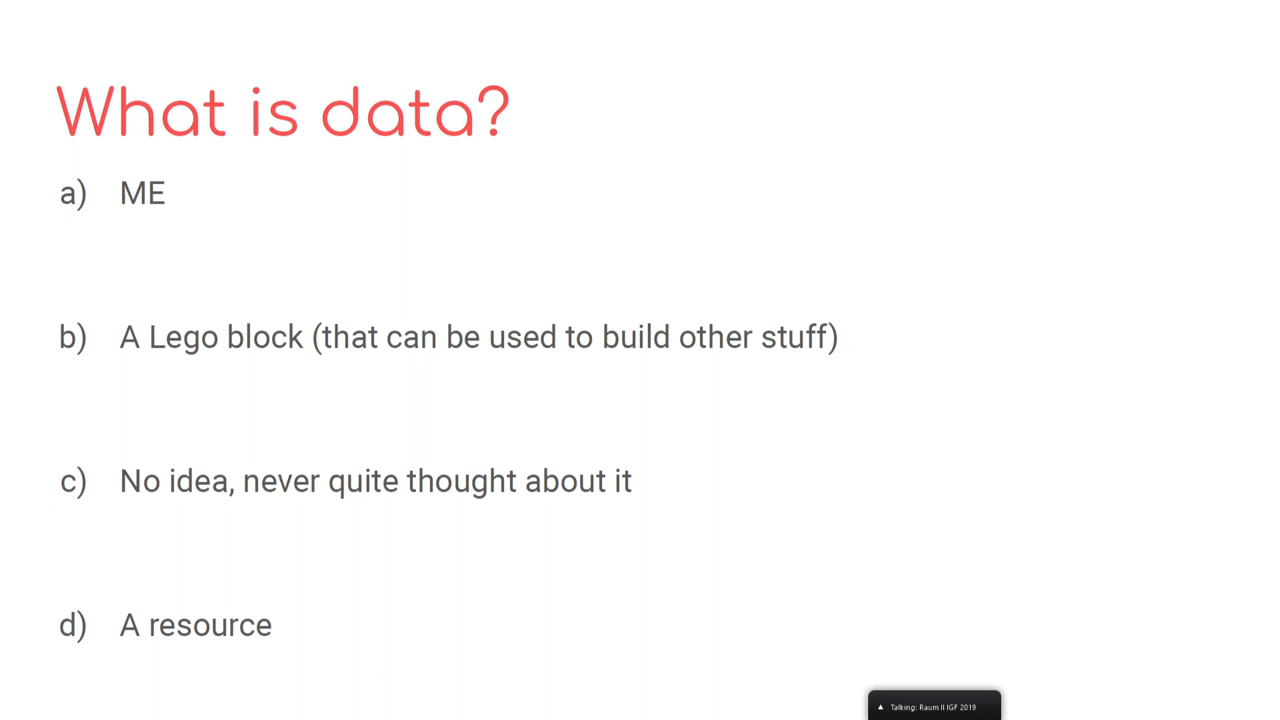 What is data?
a) ME
b) A Lego block (that can be used to build other stuff)
c) No idea, never quite thought about it
d) A resource
Talking: Raum II IGF 2019